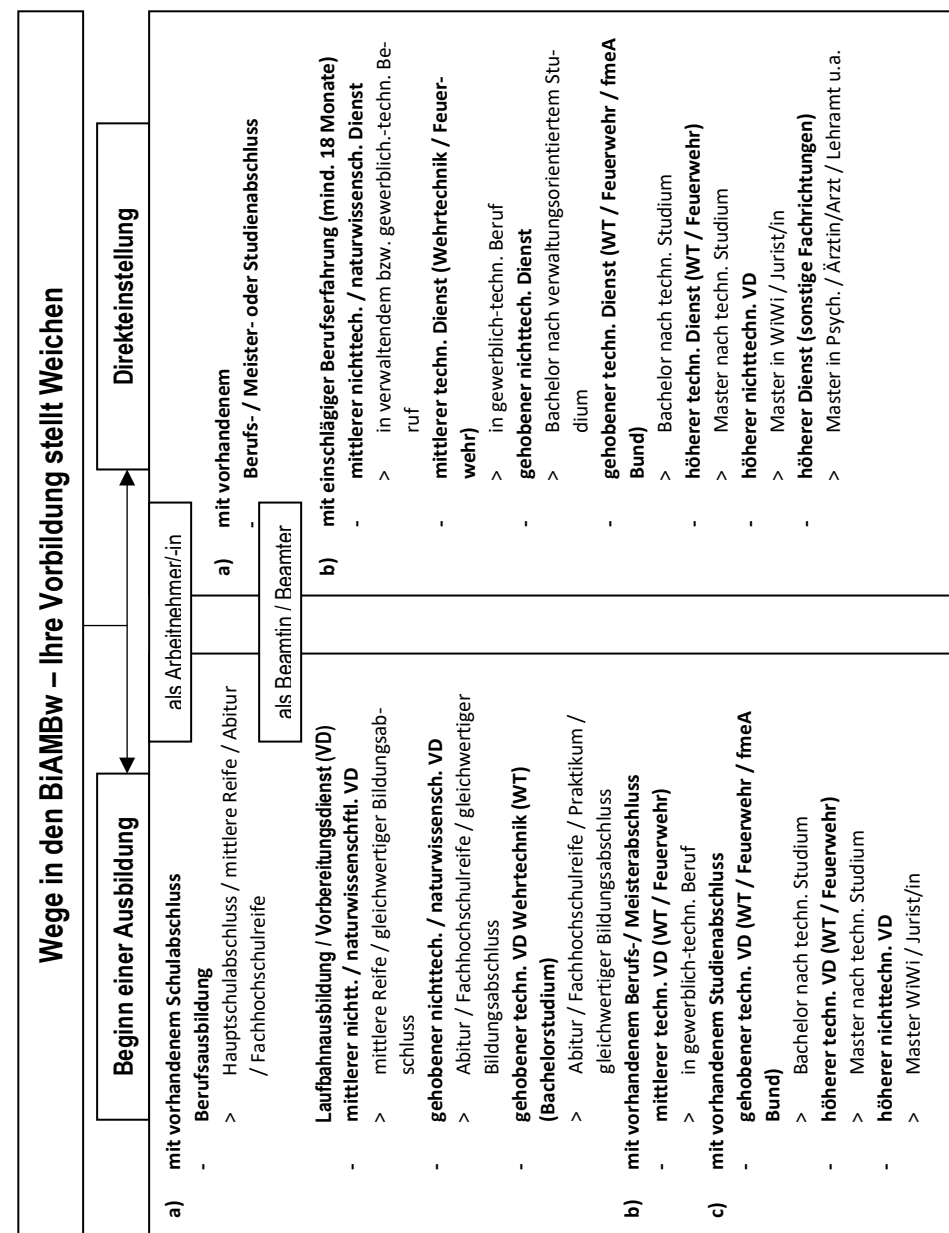 Wege in den BiAMBw – Ihre Vorbildung stellt Weichen
Beginn einer Ausbildung
Direkteinstellung
als Arbeitnehmer/-in
als Beamtin / Beamter
a) mit vorhandenem Schulabschluss
- Berufsausbildung
> Hauptschulabschluss / mittlere Reife / Abitur
/ Fachhochschulreife
Laufbahnausbildung / Vorbereitungsdienst (VD)
- mittlerer nichtt. / naturwissenschftl. VD
> mittlere Reife / gleichwertiger Bildungsab-
schluss
- gehobener nichttech. / naturwissensch. VD
> Abitur / Fachhochschulreife / gleichwertiger
Bildungsabschluss
- gehobener techn. VD Wehrtechnik (WT)
(Bachelorstudium)
> Abitur / Fachhochschulreife / Praktikum /
gleichwertiger Bildungsabschluss
b) mit vorhandenem Berufs-/ Meisterabschluss
- mittlerer techn. VD (WT / Feuerwehr)
> in gewerblich-techn. Beruf
c) mit vorhandenem Studienabschluss
- gehobener techn. VD (WT / Feuerwehr / fmeA
Bund)
> Bachelor nach techn. Studium
- höherer techn. VD (WT / Feuerwehr)
> Master nach techn. Studium
- höherer nichttechn. VD
> Master WiWi / Jurist/in
a) mit vorhandenem
- Berufs- / Meister- oder Studienabschluss
b) mit einschlägiger Berufserfahrung (mind. 18 Monate)
- mittlerer nichttech. / naturwissensch. Dienst
> in verwaltendem bzw. gewerblich.-techn. Be-
ruf
- mittlerer techn. Dienst (Wehrtechnik / Feuer-
wehr)
> in gewerblich-techn. Beruf
- gehobener nichttech. Dienst
> Bachelor nach verwaltungsorientiertem Stu-
dium
- gehobener techn. Dienst (WT / Feuerwehr / fmeA
Bund)
> Bachelor nach techn. Studium
- höherer techn. Dienst (WT / Feuerwehr)
> Master nach techn. Studium
- höherer nichttechn. VD
> Master in WiWi / Jurist/in
- höherer Dienst (sonstige Fachrichtungen)
> Master in Psych. / Ärztin/Arzt / Lehramt u.a.